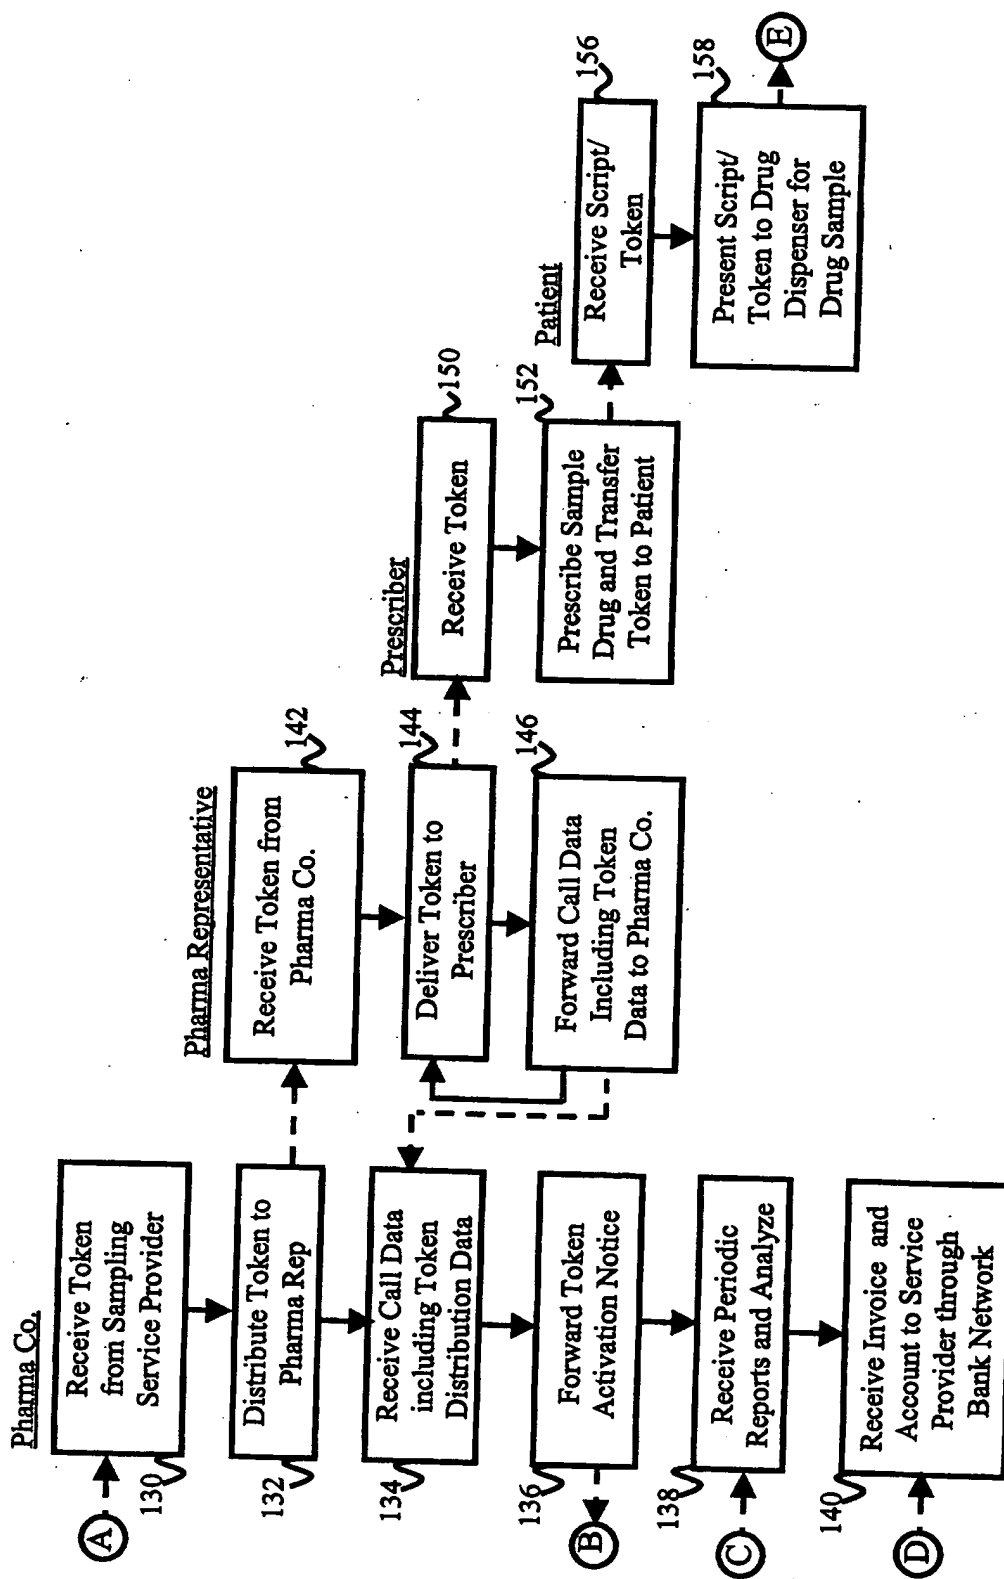 Pharma Co.
A
130
Receive Token
from Sampling
Service Provider
132
Distribute Token to
Pharma Rep
134
Receive Call Data
including Token
Distribution Data
136
Forward Token
Activation Notice
B
138
Receive Periodic
Reports and Analyze
C
140
Receive Invoice and
Account to Service
Provider through
Bank Network
D
Pharma Representative
142
Receive Token from
Pharma Co.
144
Deliver Token to
Prescriber
146
Forward Call Data
Including Token
Data to Pharma Co.
Prescriber
150
Receive Token
152
Prescribe Sample
Drug and Transfer
Token to Patient
Patient
156
Receive Script/
Token
158
Present Script/
Token to Drug
Dispenser for
Drug Sample
E